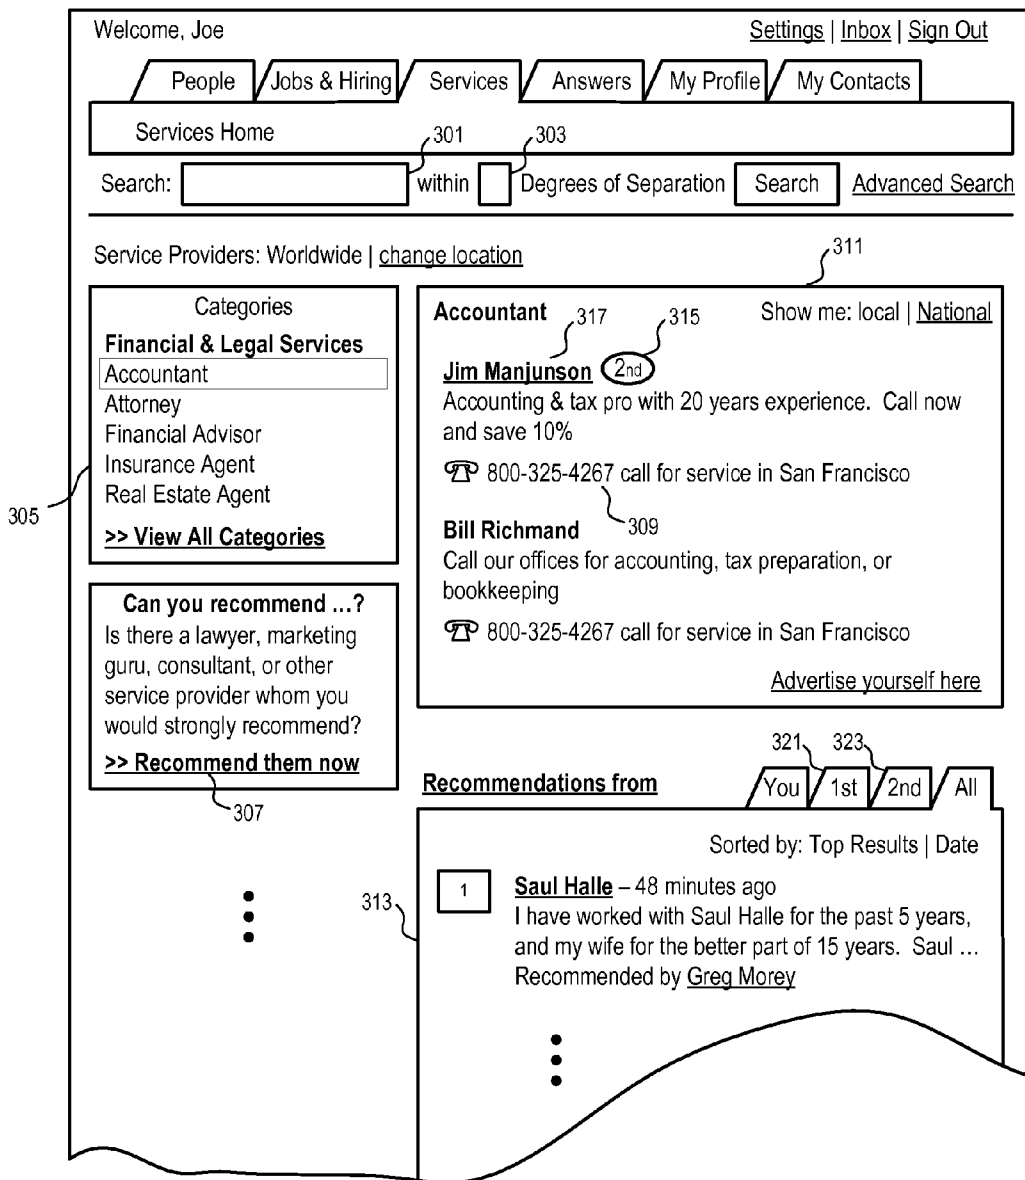 Welcome, Joe
Settings | Inbox | Sign Out
People
Jobs & Hiring
Services
Answers
My Profile
My Contacts
Services Home
301
303
Search:
within
Degrees of Separation
Search
Advanced Search
Service Providers: Worldwide | change location
311
Categories
Financial & Legal Services
Accountant
Attorney
Financial Advisor
Insurance Agent
Real Estate Agent
>> View All Categories
305
Accountant
317
315
Show me: local | National
Jim Manjunson
2nd
Accounting & tax pro with 20 years experience. Call now
and save 10%
800-325-4267 call for service in San Francisco
309
Bill Richmand
Call our offices for accounting, tax preparation, or
bookkeeping
800-325-4267 call for service in San Francisco
Advertise yourself here
Can you recommend ...?
Is there a lawyer, marketing
guru, consultant, or other
service provider whom you
would strongly recommend?
>> Recommend them now
307
321
323
Recommendations from
You
1st
2nd
All
Sorted by: Top Results | Date
313
1
Saul Halle – 48 minutes ago
I have worked with Saul Halle for the past 5 years,
and my wife for the better part of 15 years. Saul ...
Recommended by Greg Morey